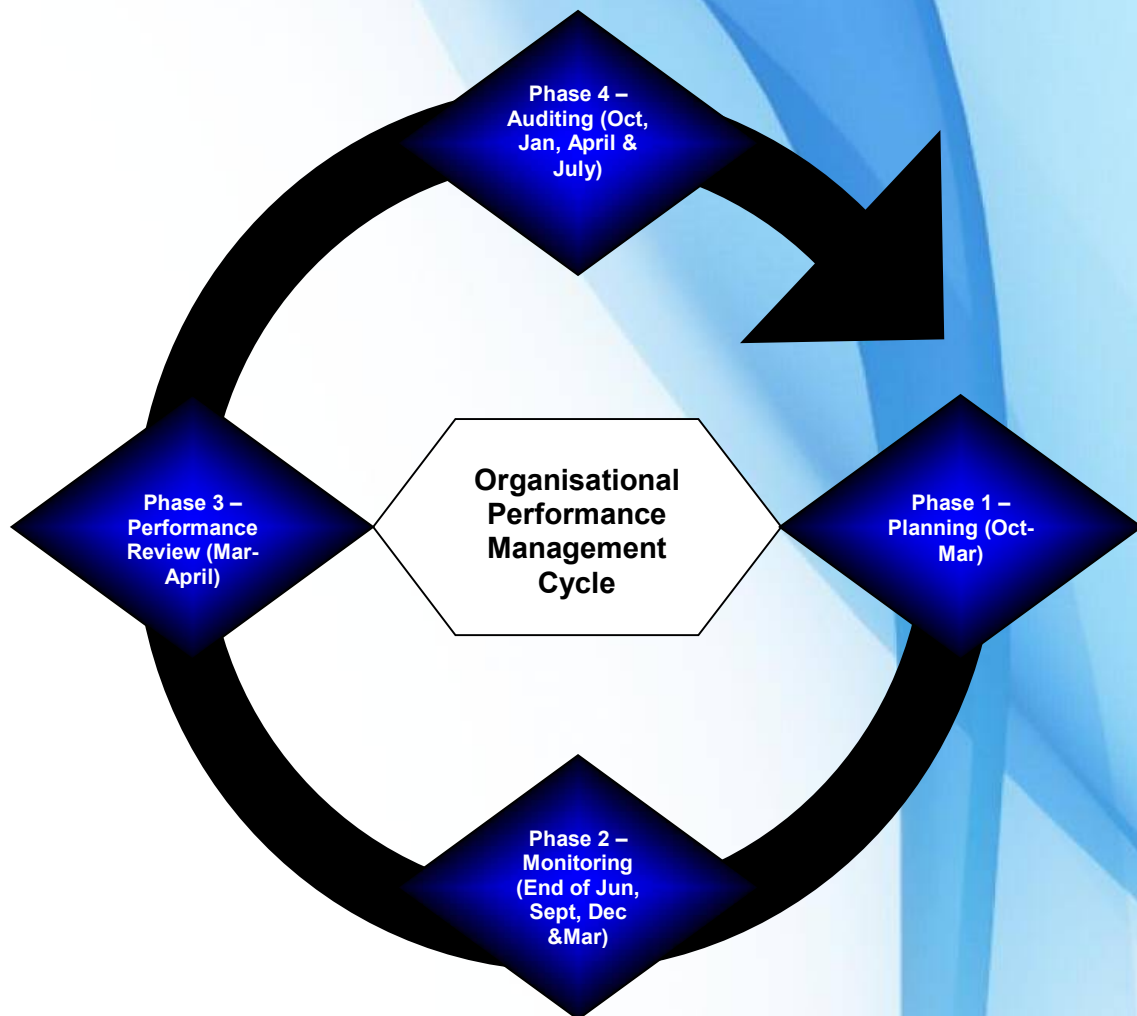 Phase 4 –
Auditing (Oct,
Jan, April &
July)
Phase 3 –
Performance
Review (Mar-
April)
Organisational
Performance
Management
Cycle
Phase 1 –
Planning (Oct-
Mar)
Phase 2 –
Monitoring
(End of Jun,
Sept, Dec
&Mar)